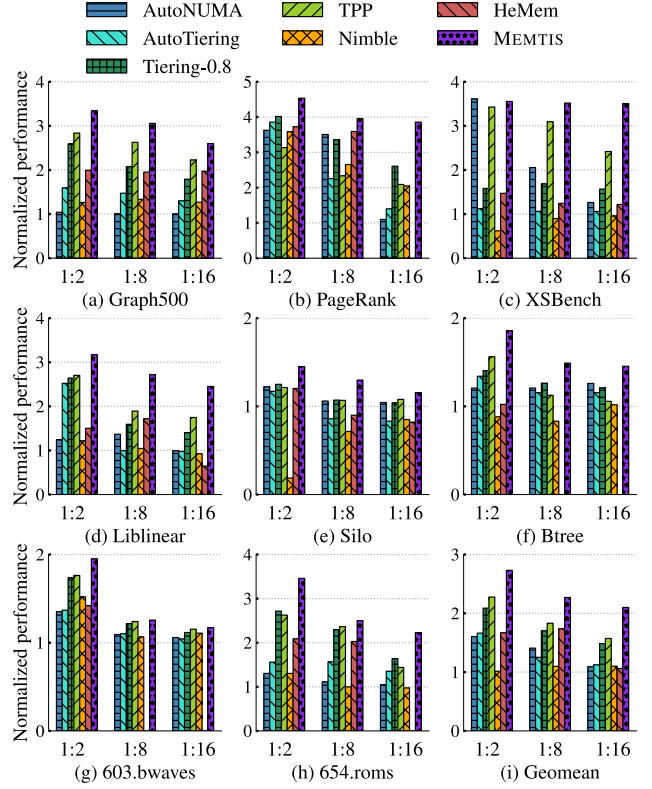 AutoNUMA TPP HeMem
AutoTiering Nimble MEMTIS
Tiering-0.8
Normalized performance
4
3
2
1
0
1:2 1:8 1:16
(a) Graph500
5
4
3
2
1
0
1:2 1:8 1:16
(b) PageRank
4
3
2
1
0
1:2 1:8 1:16
(c) XSBench
Normalized performance
4
3
2
1
0
1:2 1:8 1:16
(d) Liblinear
2
1
0
1:2 1:8 1:16
(e) Silo
2
1
0
1:2 1:8 1:16
(f) Btree
Normalized performance
2
1
0
1:2 1:8 1:16
(g) 603.bwaves
4
3
2
1
0
1:2 1:8 1:16
(h) 654.roms
3
2
1
0
1:2 1:8 1:16
(i) Geomean